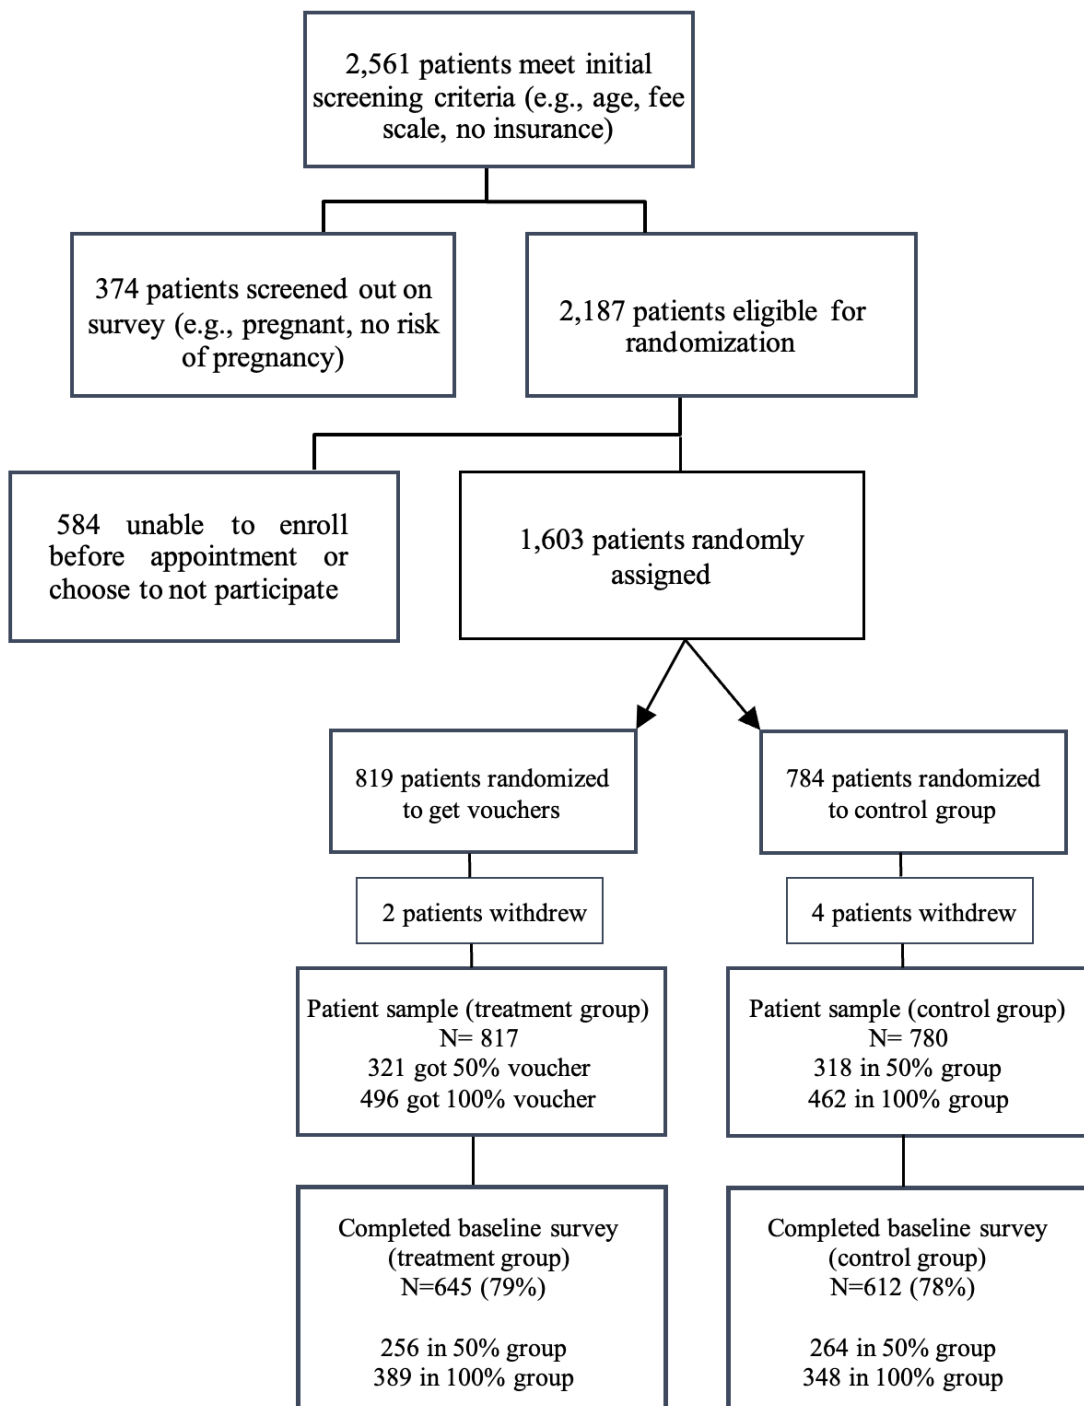 2,561 patients meet initial
screening criteria (e.g., age, fee
scale, no insurance)
374 patients screened out on
survey (e.g., pregnant, no risk
of pregnancy)
2,187 patients eligible for
randomization
584 unable to enroll
before appointment or
choose to not participate
1,603 patients randomly
assigned
819 patients randomized
to get vouchers
784 patients randomized
to control group
2 patients withdrew
4 patients withdrew
Patient sample (treatment group)
N= 817
321 got 50% voucher
496 got 100% voucher
Patient sample (control group)
N= 780
318 in 50% group
462 in 100% group
Completed baseline survey
(treatment group)
N=645 (79%)
256 in 50% group
389 in 100% group
Completed baseline survey
(control group)
N=612 (78%)
264 in 50% group
348 in 100% group